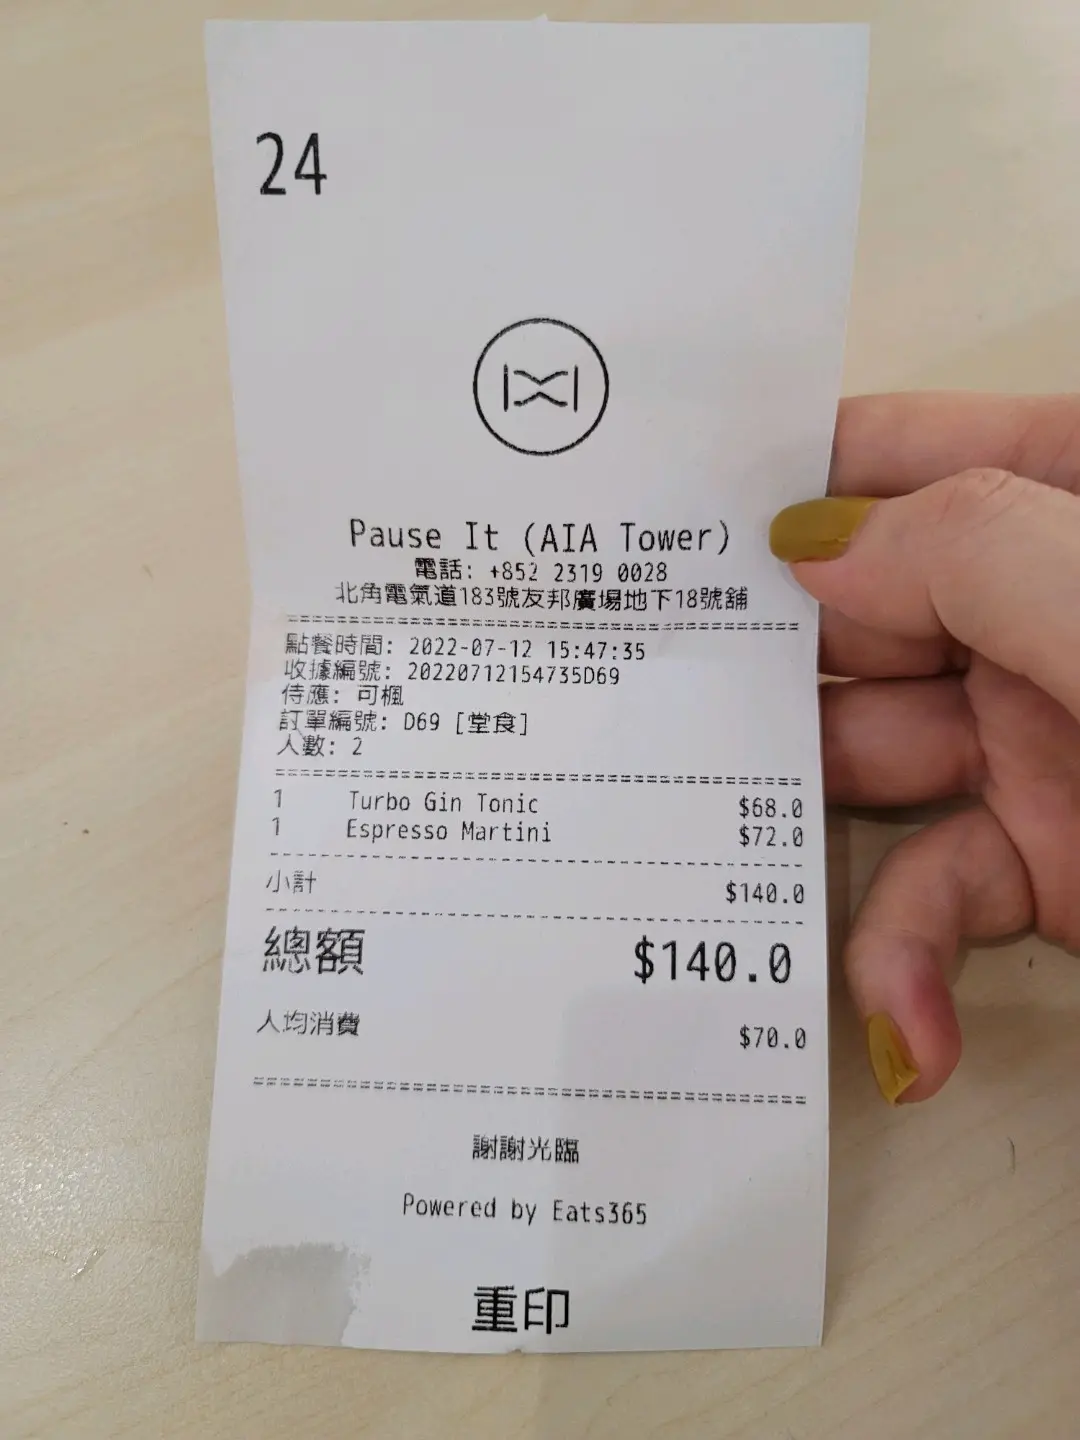 24
Pause It (AIA Tower)
電話: +852 2319 0028
北角電氣道183號友邦廣場地下18號舖
點餐時間: 2022-07-12 15:47:35
收據編號: 20220712154735D69
侍應: 可楓
訂單編號: D69 [堂食]
人數: 2
1 Turbo Gin Tonic $68.0
1 Espresso Martini $72.0
小計 $140.0
總額 $140.0
人均消費 $70.0
謝謝光臨
Powered by Eats365
重印